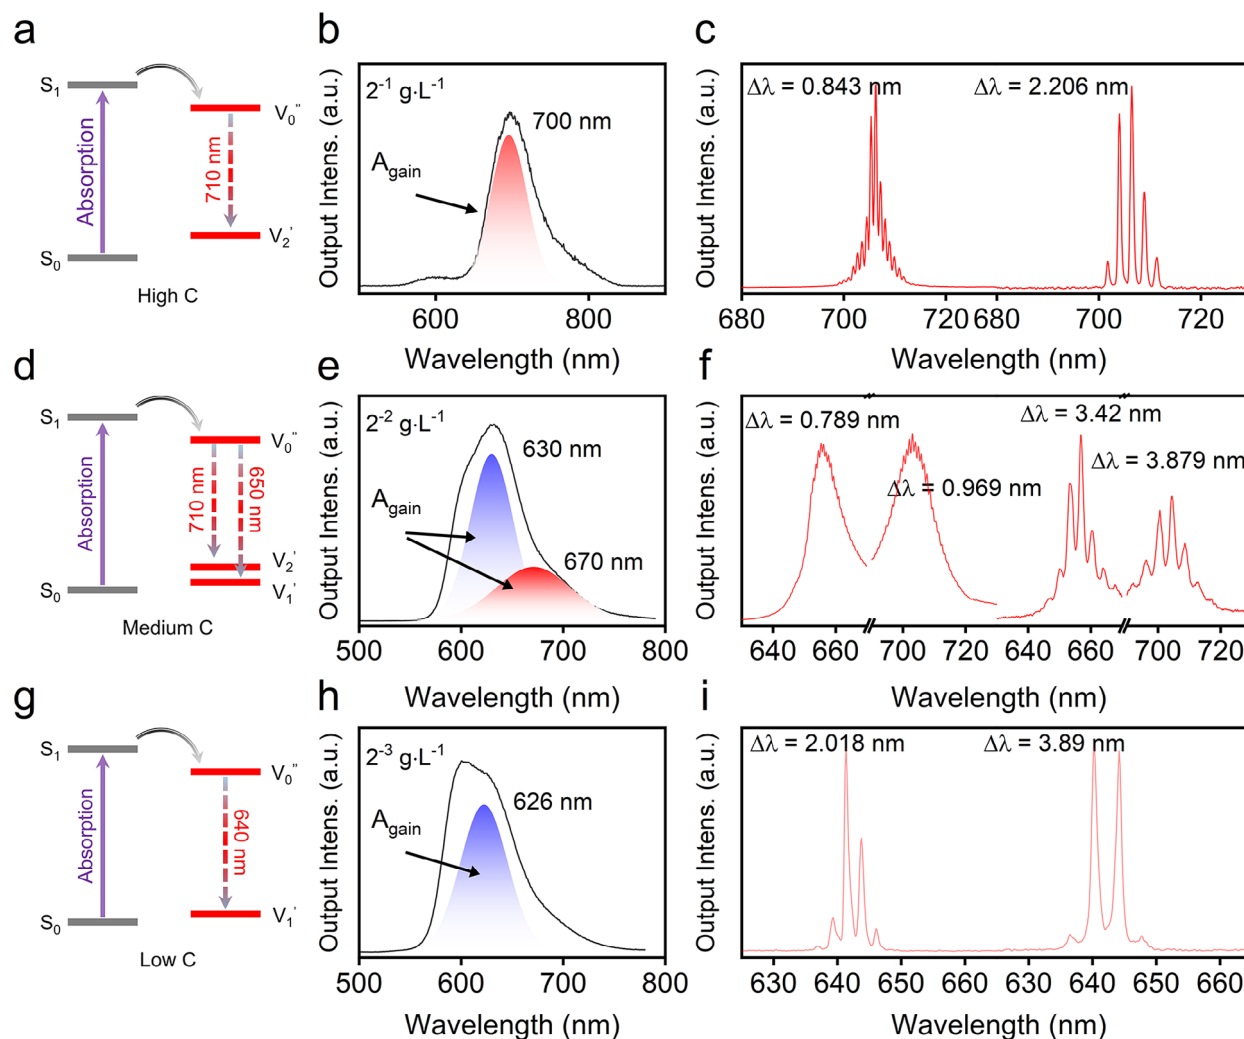 a
S₁
V₀''
Absorption
710 nm
V₂'
S₀
High C
b
Output Intens. (a.u.)
2⁻¹ g·L⁻¹
700 nm
A_gain
600 800
Wavelength (nm)
c
Output Intens. (a.u.)
Δλ = 0.843 nm Δλ = 2.206 nm
680 700 720 680 700 720
Wavelength (nm)
d
S₁
V₀''
Absorption
710 nm
650 nm
V₂'
V₁'
S₀
Medium C
e
Output Intens. (a.u.)
2⁻² g·L⁻¹
630 nm
A_gain
670 nm
500 600 700 800
Wavelength (nm)
f
Output Intens. (a.u.)
Δλ = 0.789 nm
Δλ = 0.969 nm
Δλ = 3.42 nm
Δλ = 3.879 nm
640 660 700 720 640 660 700 720
Wavelength (nm)
g
S₁
V₀''
Absorption
640 nm
V₁'
S₀
Low C
h
Output Intens. (a.u.)
2⁻³ g·L⁻¹
626 nm
A_gain
500 600 700 800
Wavelength (nm)
i
Output Intens. (a.u.)
Δλ = 2.018 nm Δλ = 3.89 nm
630 640 650 660 630 640 650 660
Wavelength (nm)